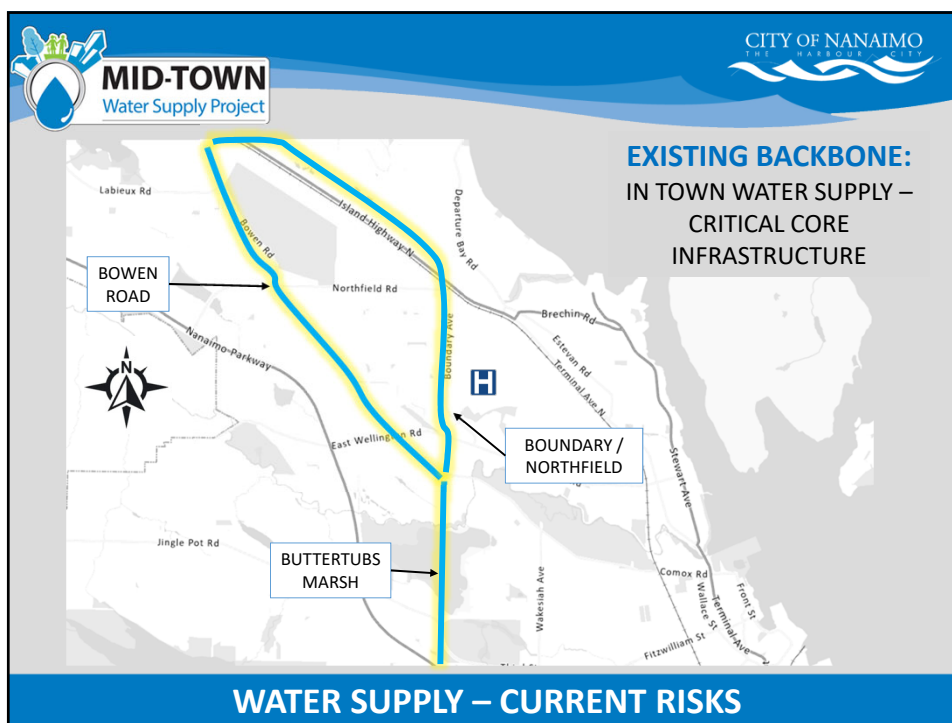 MID-TOWN
Water Supply Project
CITY OF NANAIMO
THE HARBOUR CITY
EXISTING BACKBONE:
IN TOWN WATER SUPPLY –
CRITICAL CORE
INFRASTRUCTURE
Labieux Rd
Bowen Rd
Island Highway N
Departure Bay Rd
BOWEN
ROAD
Northfield Rd
Brechin Rd
Nanaimo Parkway
Boundary Ave
Estevan Rd
Terminal Ave N
N
H
East Wellington Rd
BOUNDARY /
NORTHFIELD
Stewart Ave
Jingle Pot Rd
BUTTERTUBS
MARSH
Wakesiah Ave
Comox Rd
Wallace St
Front St
Terminal Ave
Fitzwilliam St
WATER SUPPLY – CURRENT RISKS